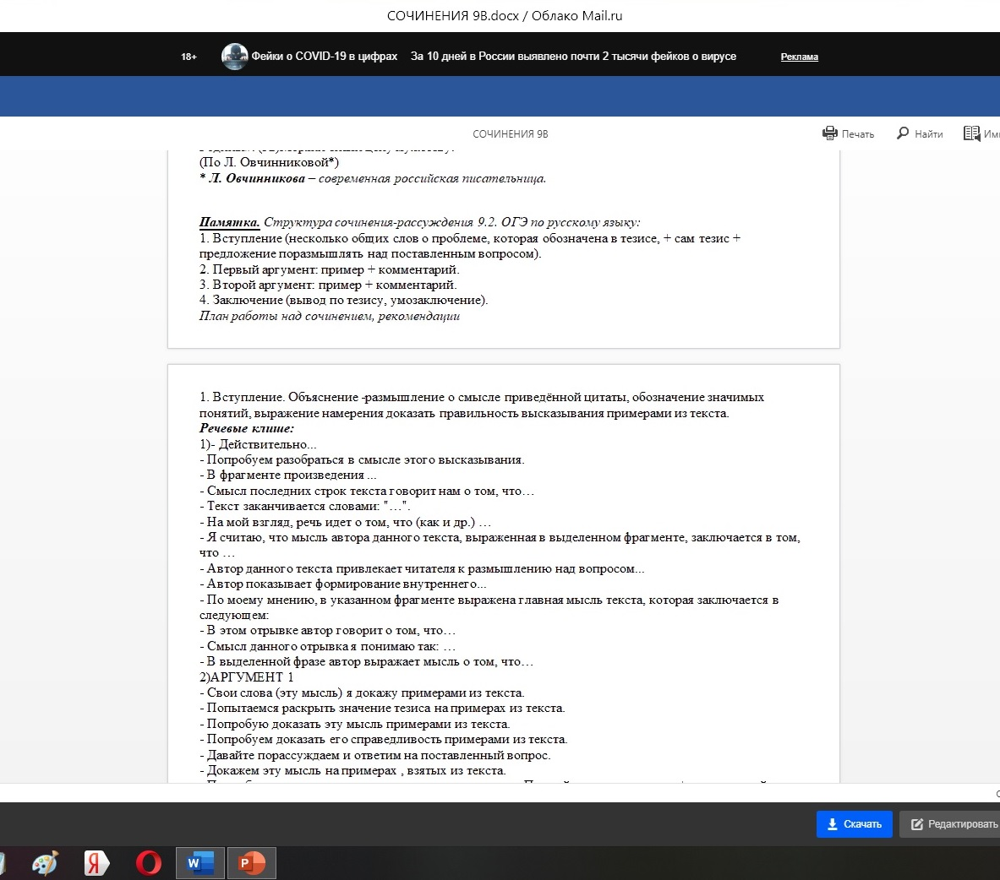 СОЧИНЕНИЯ 9В.docx / Облако Mail.ru
18+
Фейки о COVID-19 в цифрах За 10 дней в России выявлено почти 2 тысячи фейков о вирусе
Реклама
СОЧИНЕНИЯ 9В
Печать
Найти
(По Л. Овчинниковой*)
* Л. Овчинникова – современная российская писательница.
Памятка. Структура сочинения-рассуждения 9.2. ОГЭ по русскому языку:
1. Вступление (несколько общих слов о проблеме, которая обозначена в тезисе, + сам тезис +
предложение поразмышлять над поставленным вопросом).
2. Первый аргумент: пример + комментарий.
3. Второй аргумент: пример + комментарий.
4. Заключение (вывод по тезису, умозаключение).
План работы над сочинением, рекомендации
1. Вступление. Объяснение -размышление о смысле приведённой цитаты, обозначение значимых
понятий, выражение намерения доказать правильность высказывания примерами из текста.
Речевые клише:
1)- Действительно...
- Попробуем разобраться в смысле этого высказывания.
- В фрагменте произведения ...
- Смысл последних строк текста говорит нам о том, что…
- Текст заканчивается словами: "…".
- На мой взгляд, речь идет о том, что (как и др.) …
- Я считаю, что мысль автора данного текста, выраженная в выделенном фрагменте, заключается в том,
что …
- Автор данного текста привлекает читателя к размышлению над вопросом...
- Автор показывает формирование внутреннего...
- По моему мнению, в указанном фрагменте выражена главная мысль текста, которая заключается в
следующем:
- В этом отрывке автор говорит о том, что…
- Смысл данного отрывка я понимаю так: …
- В выделенной фразе автор выражает мысль о том, что…
2)АРГУМЕНТ 1
- Свои слова (эту мысль) я докажу примерами из текста.
- Попытаемся раскрыть значение тезиса на примерах из текста.
- Попробую доказать эту мысль примерами из текста.
- Попробуем доказать его справедливость примерами из текста.
- Давайте порассуждаем и ответим на поставленный вопрос.
- Докажем эту мысль на примерах , взятых из текста.
Скачать
Редактировать